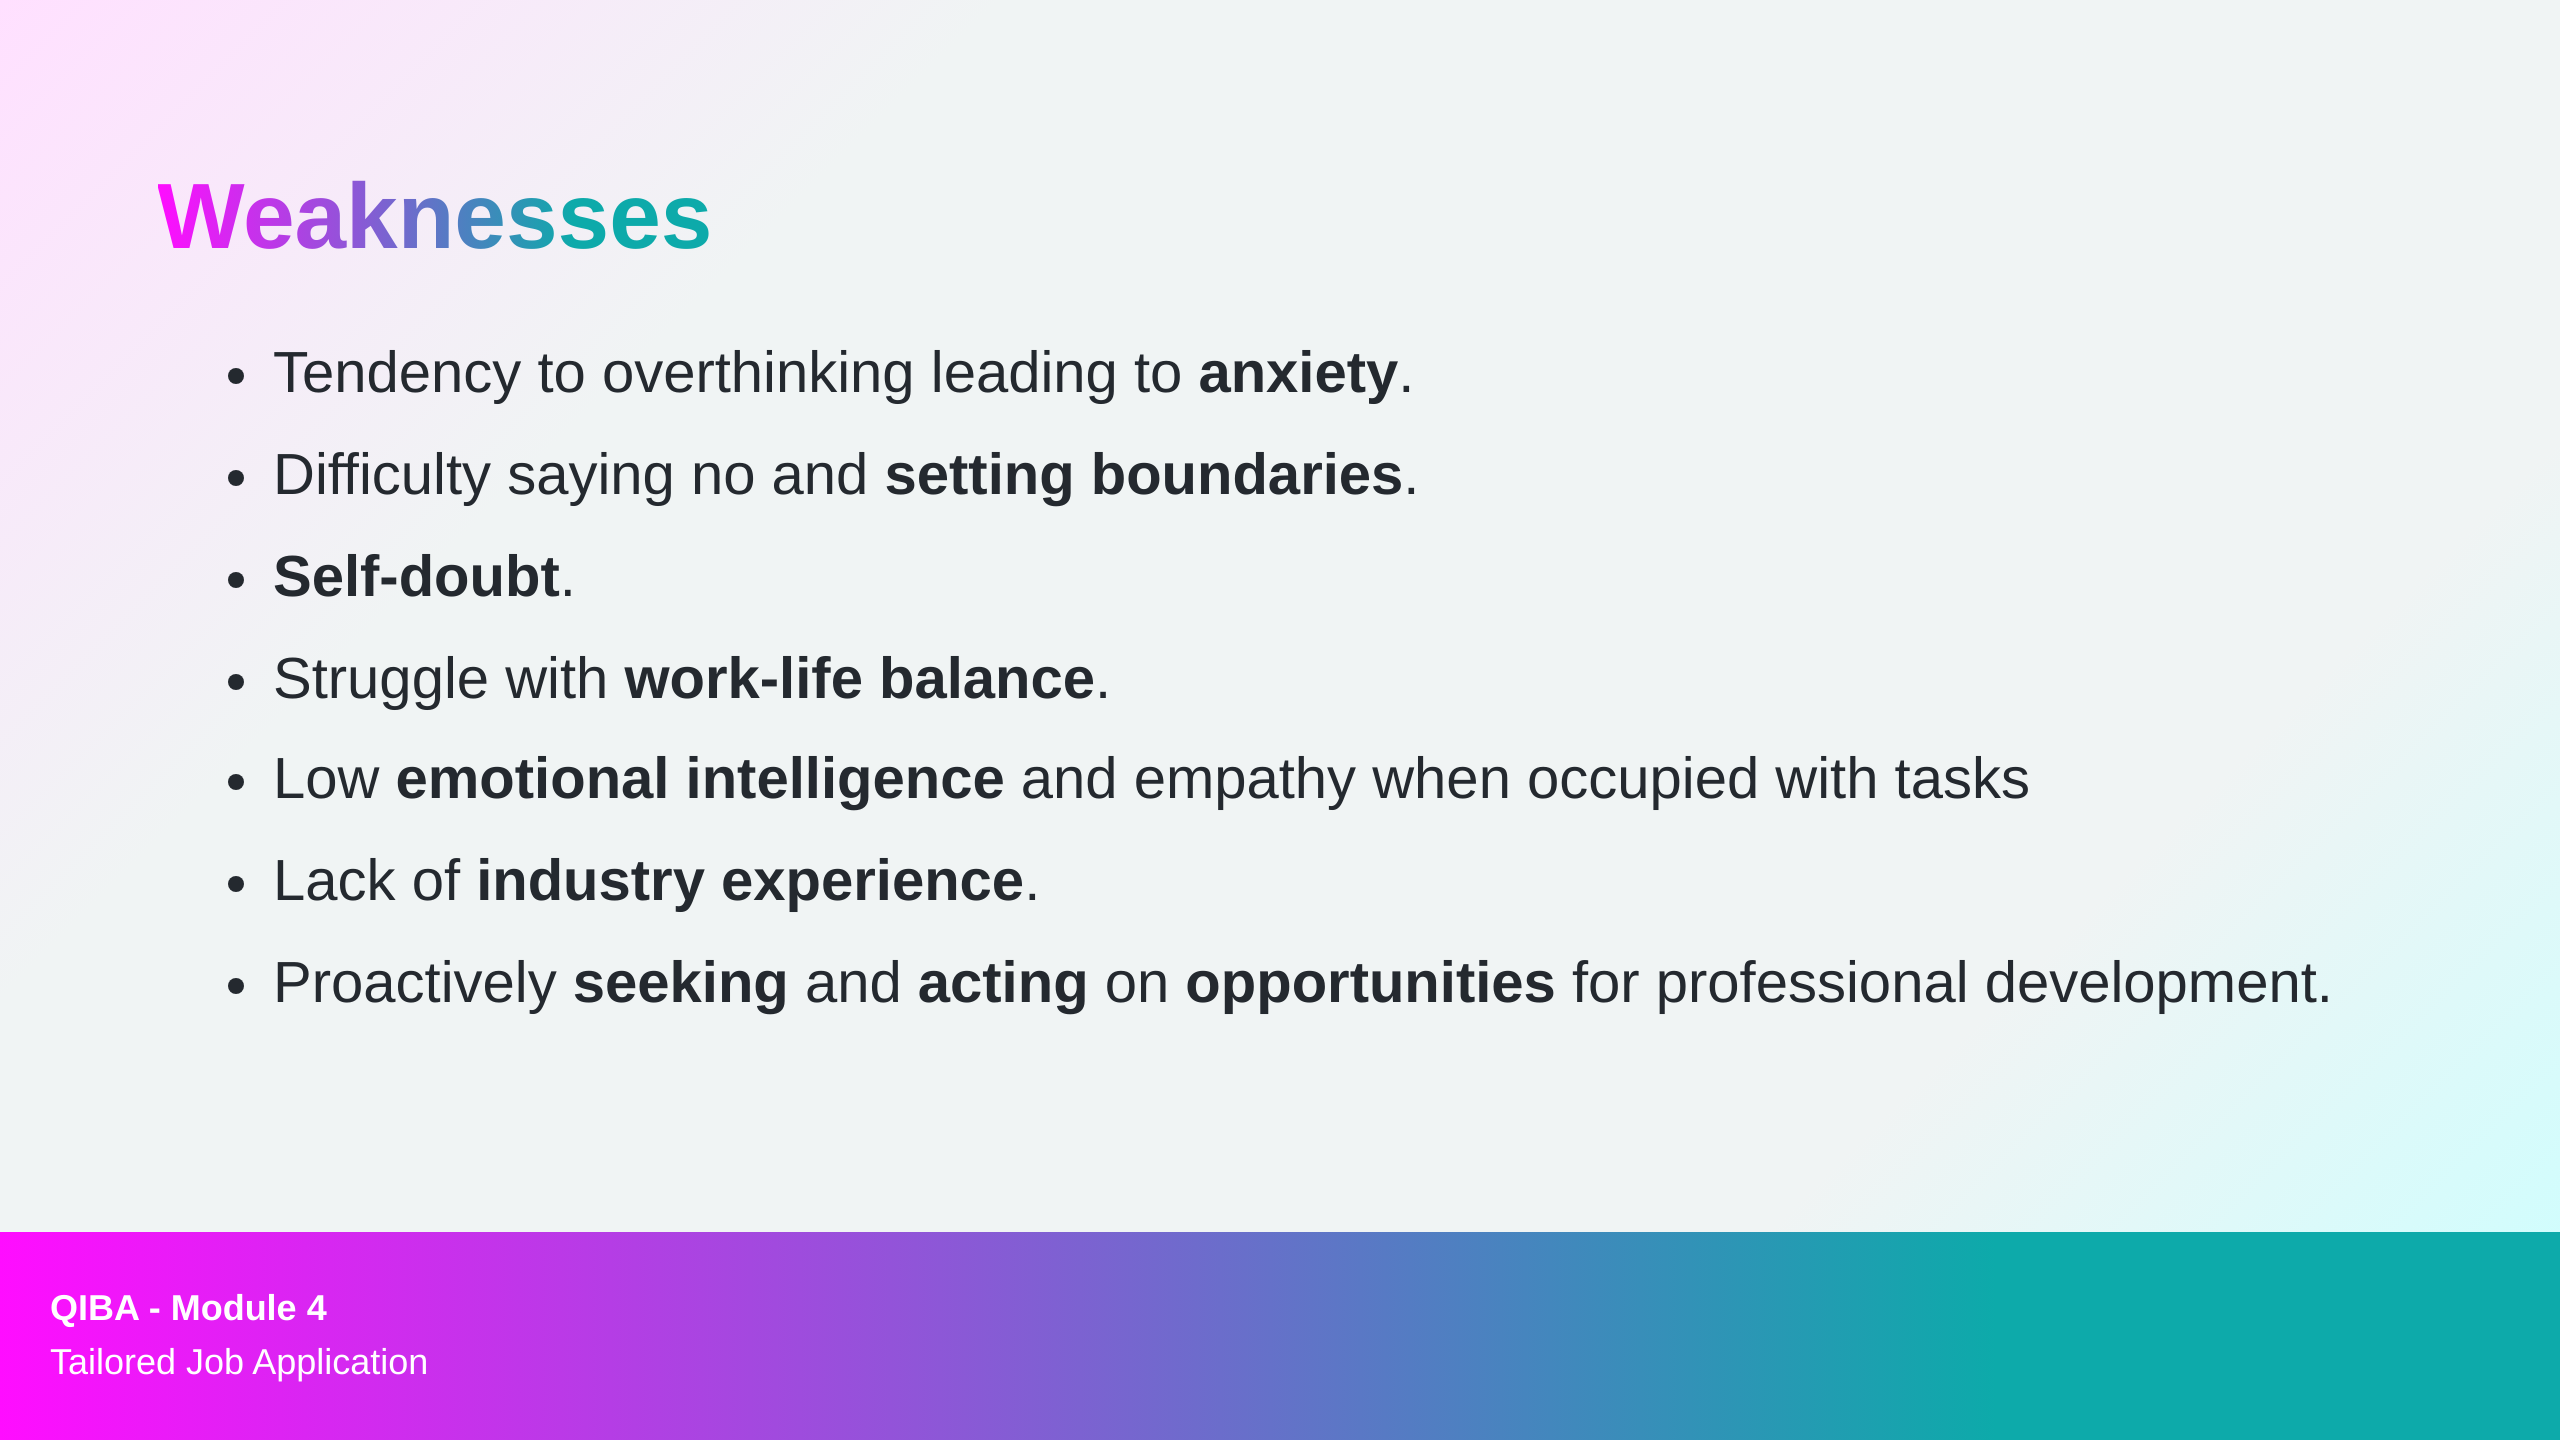 Weaknesses
• Tendency to overthinking leading to anxiety.
• Difficulty saying no and setting boundaries.
• Self-doubt.
• Struggle with work-life balance.
• Low emotional intelligence and empathy when occupied with tasks
• Lack of industry experience.
• Proactively seeking and acting on opportunities for professional development.
QIBA - Module 4
Tailored Job Application